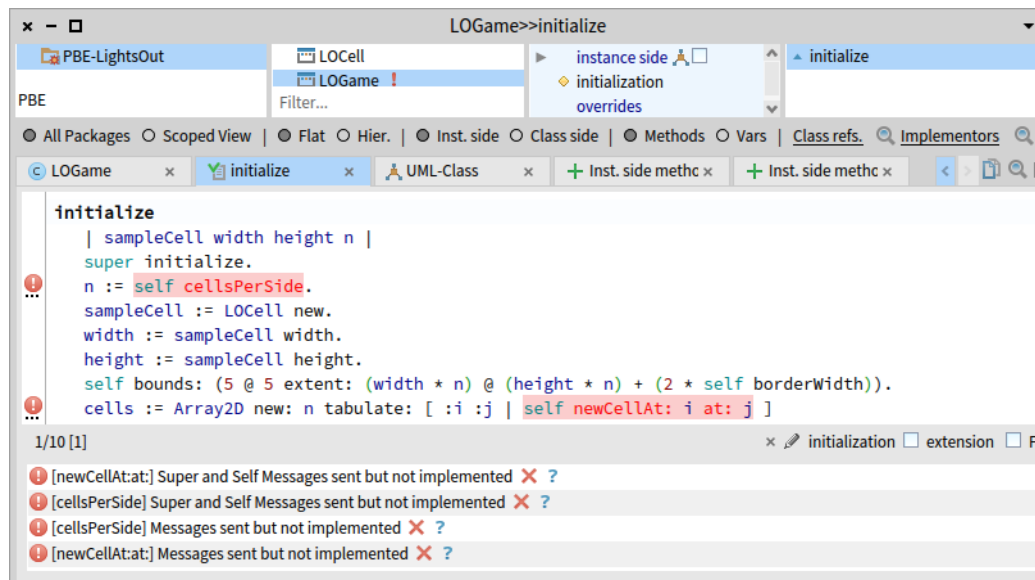 LOGame>>initialize
PBE-LightsOut
LOCell
instance side
initialize
LOGame !
initialization
PBE
Filter...
overrides
All Packages Scoped View | Flat Hier. | Inst. side Class side | Methods Vars | Class refs. Implementors
LOGame × initialize × UML-Class × Inst. side methc × Inst. side methc ×
initialize
| sampleCell width height n |
super initialize.
n := self cellsPerSide.
sampleCell := LOCell new.
width := sampleCell width.
height := sampleCell height.
self bounds: (5 @ 5 extent: (width * n) @ (height * n) + (2 * self borderWidth)).
cells := Array2D new: n tabulate: [ :i :j | self newCellAt: i at: j ]
1/10 [1] × initialization extension F
[newCellAt:at:] Super and Self Messages sent but not implemented ?
[cellsPerSide] Super and Self Messages sent but not implemented ?
[cellsPerSide] Messages sent but not implemented ?
[newCellAt:at:] Messages sent but not implemented ?